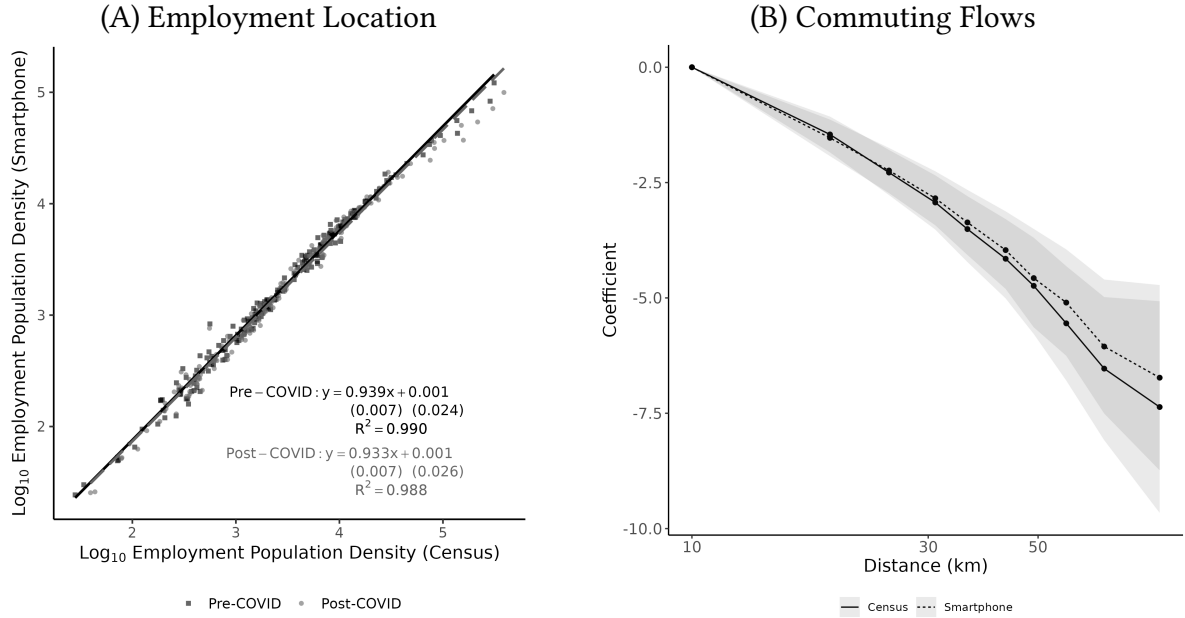 (A) Employment Location
Log10 Employment Population Density (Smartphone)
5
4
3
2
Pre−COVID: y = 0.939x + 0.001
(0.007) (0.024)
R² = 0.990
Post−COVID: y = 0.933x + 0.001
(0.007) (0.026)
R² = 0.988
2 3 4 5
Log10 Employment Population Density (Census)
Pre-COVID Post-COVID
(B) Commuting Flows
Coefficient
0.0
-2.5
-5.0
-7.5
-10.0
10 30 50
Distance (km)
Census Smartphone